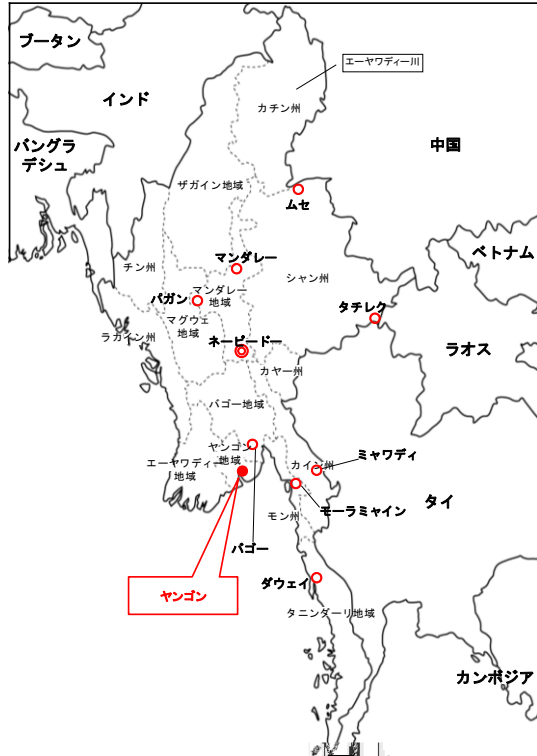 ブータン
エーヤワディー川
インド
カチン州
バングラ
デシュ
中国
ザガイン地域
ムセ
ベトナム
マンダレー
チン州
シャン州
マンダレー
地域
パガン
マグウェ
地域
タチレク
ラカイン州
ネーピードー
ラオス
カヤー州
バゴー地域
ヤンゴン
地域
ミャワディ
エーヤワディー
地域
カイン州
タイ
モーラミャイン
モン州
バゴー
ダウェイ
ヤンゴン
タニンダーリ地域
カンボジア